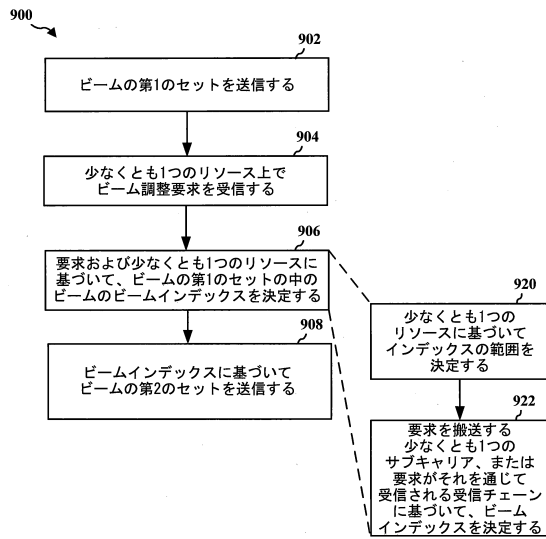 900
902
ビームの第1のセットを送信する
904
少なくとも1つのリソース上で
ビーム調整要求を受信する
906
要求および少なくとも1つのリソースに
基づいて、ビームの第1のセットの中の
ビームのビームインデックスを決定する
908
ビームインデックスに基づいて
ビームの第2のセットを送信する
920
少なくとも1つの
リソースに基づいて
インデックスの範囲を
決定する
922
要求を搬送する
少なくとも1つの
サブキャリア、または
要求がそれを通じて
受信される受信チェーン
に基づいて、ビーム
インデックスを決定する